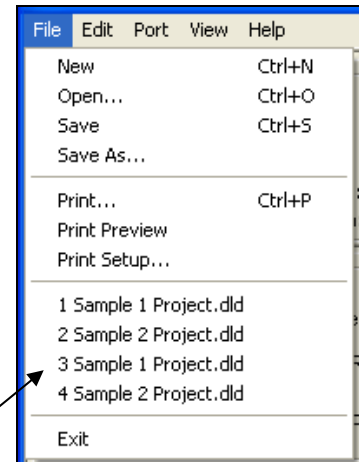 File Edit Port View Help
New Ctrl+N
Open... Ctrl+O
Save Ctrl+S
Save As...
Print... Ctrl+P
Print Preview
Print Setup...
1 Sample 1 Project.dld
2 Sample 2 Project.dld
3 Sample 1 Project.dld
4 Sample 2 Project.dld
Exit